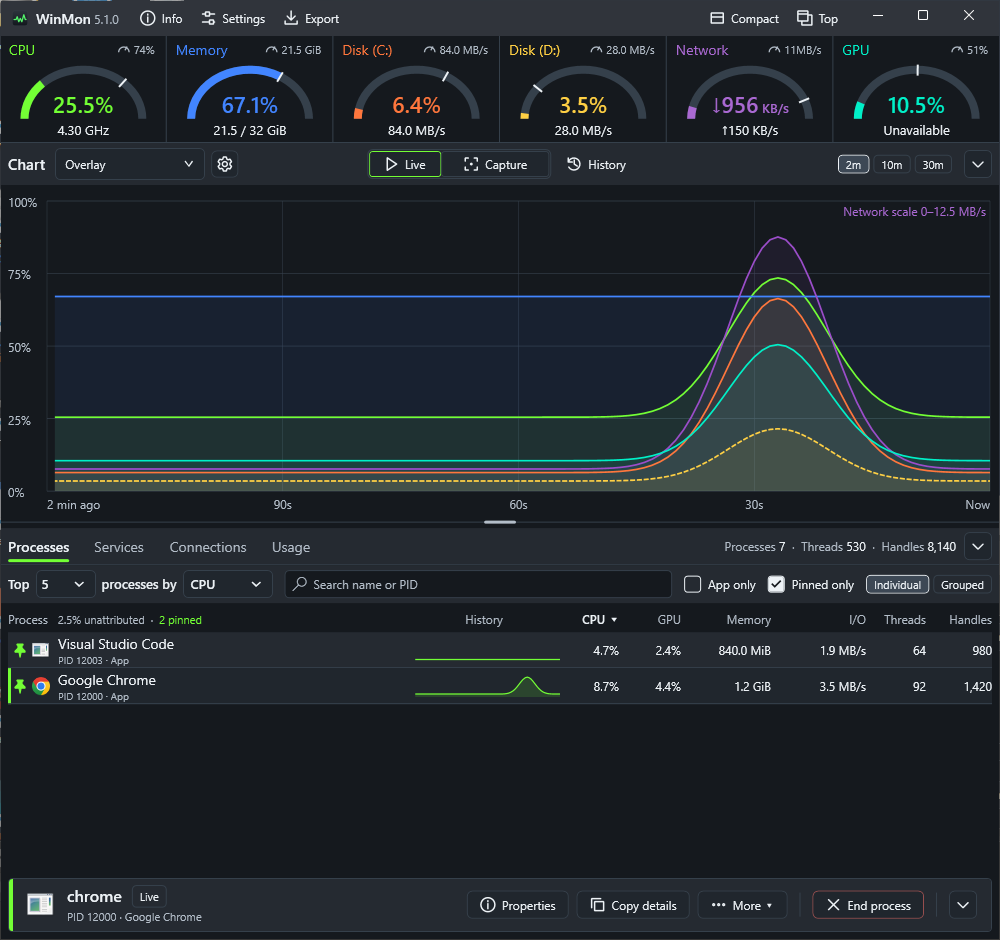 WinMon 5.1.0 Info Settings Export Compact Top
CPU 74% Memory 21.5 GiB Disk (C:) 84.0 MB/s Disk (D:) 28.0 MB/s Network 11MB/s GPU 51%
25.5% 67.1% 6.4% 3.5% ↓956 KB/s 10.5%
4.30 GHz 21.5 / 32 GiB 84.0 MB/s 28.0 MB/s ↑150 KB/s Unavailable
Chart Overlay Live Capture History 2m 10m 30m
100% Network scale 0–12.5 MB/s
75%
50%
25%
0%
2 min ago 90s 60s 30s Now
Processes Services Connections Usage Processes 7 · Threads 530 · Handles 8,140
Top 5 processes by CPU Search name or PID App only Pinned only Individual Grouped
Process 2.5% unattributed · 2 pinned History CPU ▼ GPU Memory I/O Threads Handles
Visual Studio Code 4.7% 2.4% 840.0 MiB 1.9 MB/s 64 980
PID 12003 · App
Google Chrome 8.7% 4.4% 1.2 GiB 3.5 MB/s 92 1,420
PID 12000 · App
chrome Live Properties Copy details More ▾ End process
PID 12000 · Google Chrome